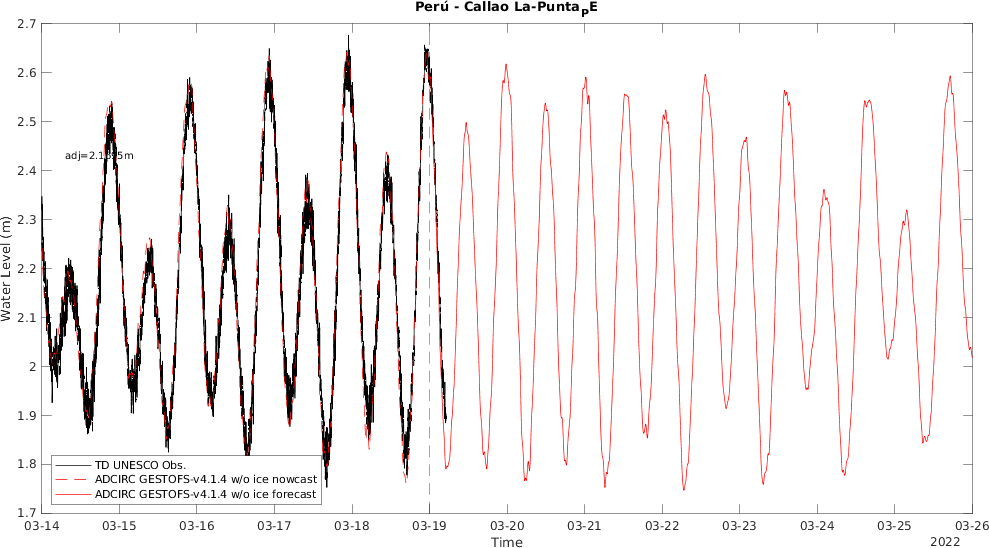 Perú - Callao La-PuntaPE
Water Level (m)
2.7
2.6
2.5
2.4
2.3
2.2
2.1
2
1.9
1.8
1.7
TD UNESCO Obs.
ADCIRC GESTOFS-v4.1.4 w/o ice nowcast
ADCIRC GESTOFS-v4.1.4 w/o ice forecast
03-14 03-15 03-16 03-17 03-18 03-19 03-20 03-21 03-22 03-23 03-24 03-25 03-26
Time
2022